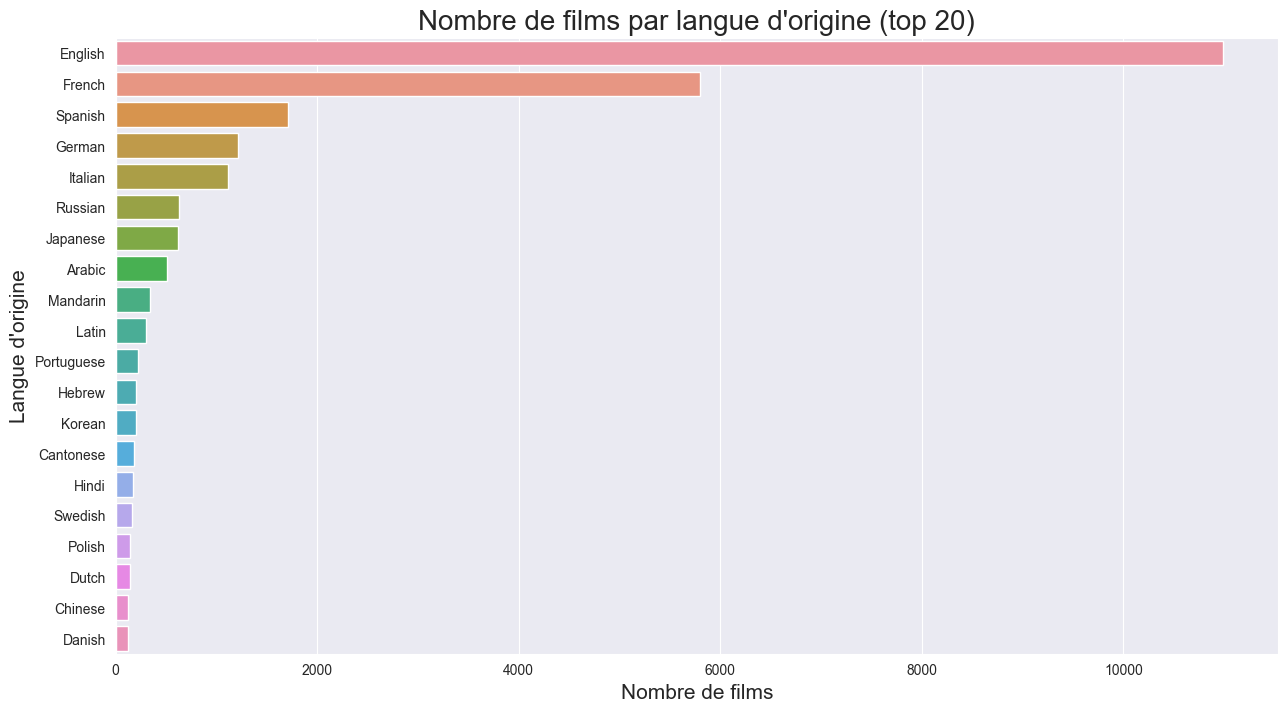 Nombre de films par langue d'origine (top 20)
Langue d'origine
English
French
Spanish
German
Italian
Russian
Japanese
Arabic
Mandarin
Latin
Portuguese
Hebrew
Korean
Cantonese
Hindi
Swedish
Polish
Dutch
Chinese
Danish
0 2000 4000 6000 8000 10000
Nombre de films